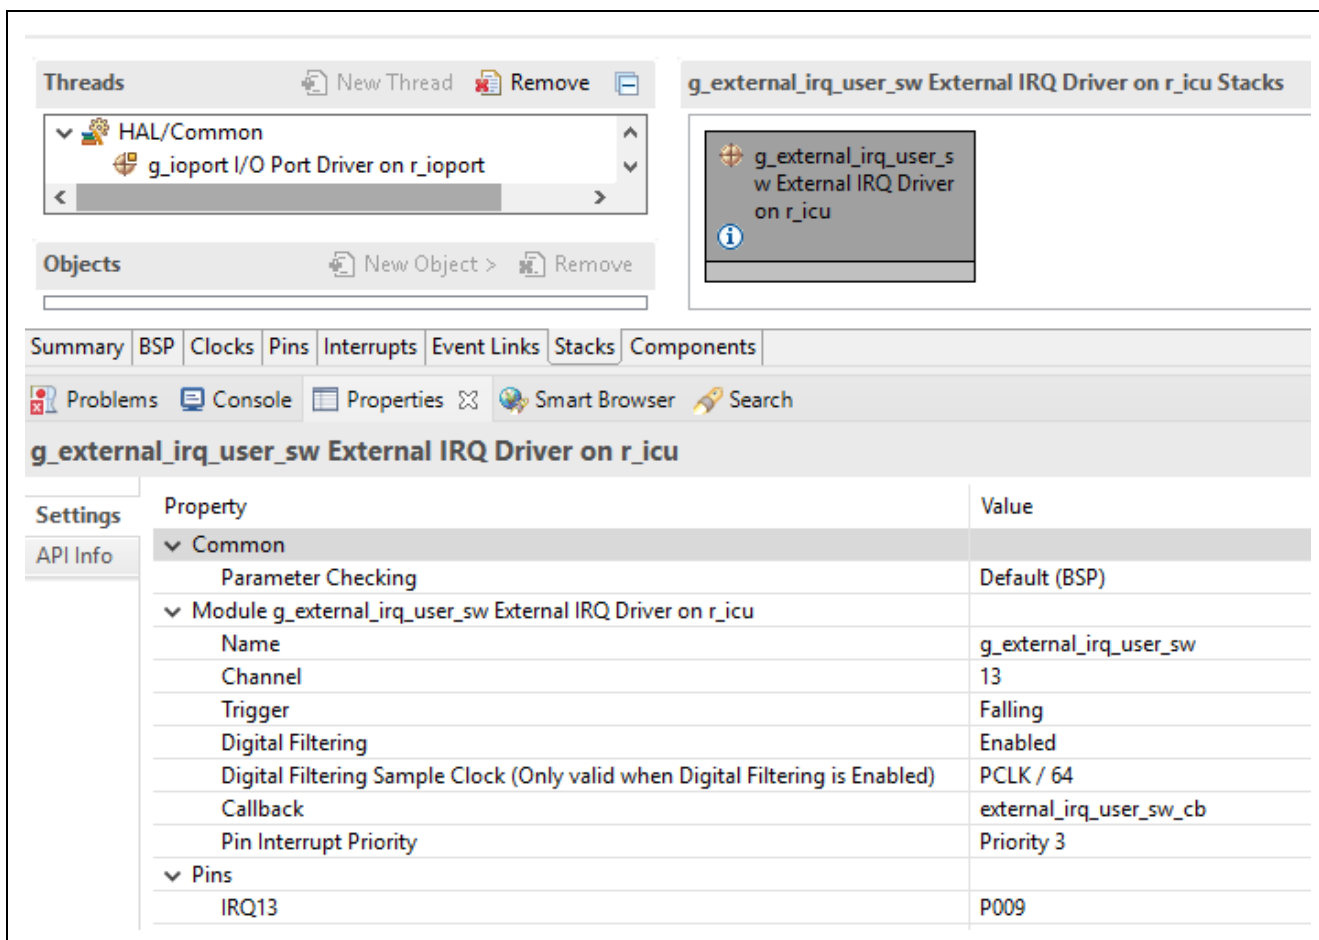 Threads New Thread Remove
g_external_irq_user_sw External IRQ Driver on r_icu Stacks
HAL/Common
g_ioport I/O Port Driver on r_ioport
g_external_irq_user_s
w External IRQ Driver
on r_icu
Objects New Object > Remove
Summary BSP Clocks Pins Interrupts Event Links Stacks Components
Problems Console Properties Smart Browser Search
g_external_irq_user_sw External IRQ Driver on r_icu
Settings
API Info
Property Value
Common
Parameter Checking Default (BSP)
Module g_external_irq_user_sw External IRQ Driver on r_icu
Name g_external_irq_user_sw
Channel 13
Trigger Falling
Digital Filtering Enabled
Digital Filtering Sample Clock (Only valid when Digital Filtering is Enabled) PCLK / 64
Callback external_irq_user_sw_cb
Pin Interrupt Priority Priority 3
Pins
IRQ13 P009